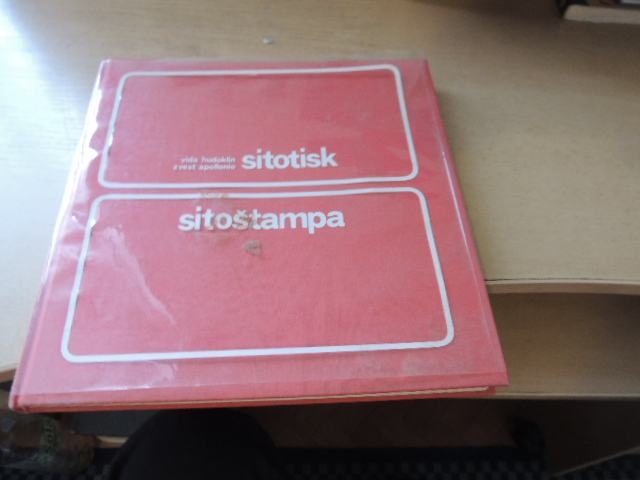 vida hudoklin
zvest apollonio sitotisk
sitoštampa